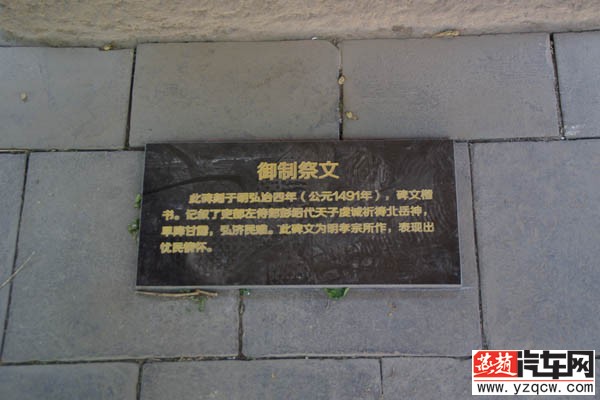 御制祭文
此碑刻于明弘治四年（公元1491年），碑文楷
书。记叙了吏部左侍郎彭韶代天子虔诚祈祷北岳神，
早降甘霖，弘济民艰。此碑文为明孝宗所作，表现出
忧民情怀。
燕赵汽车网
www.yzqcw.com